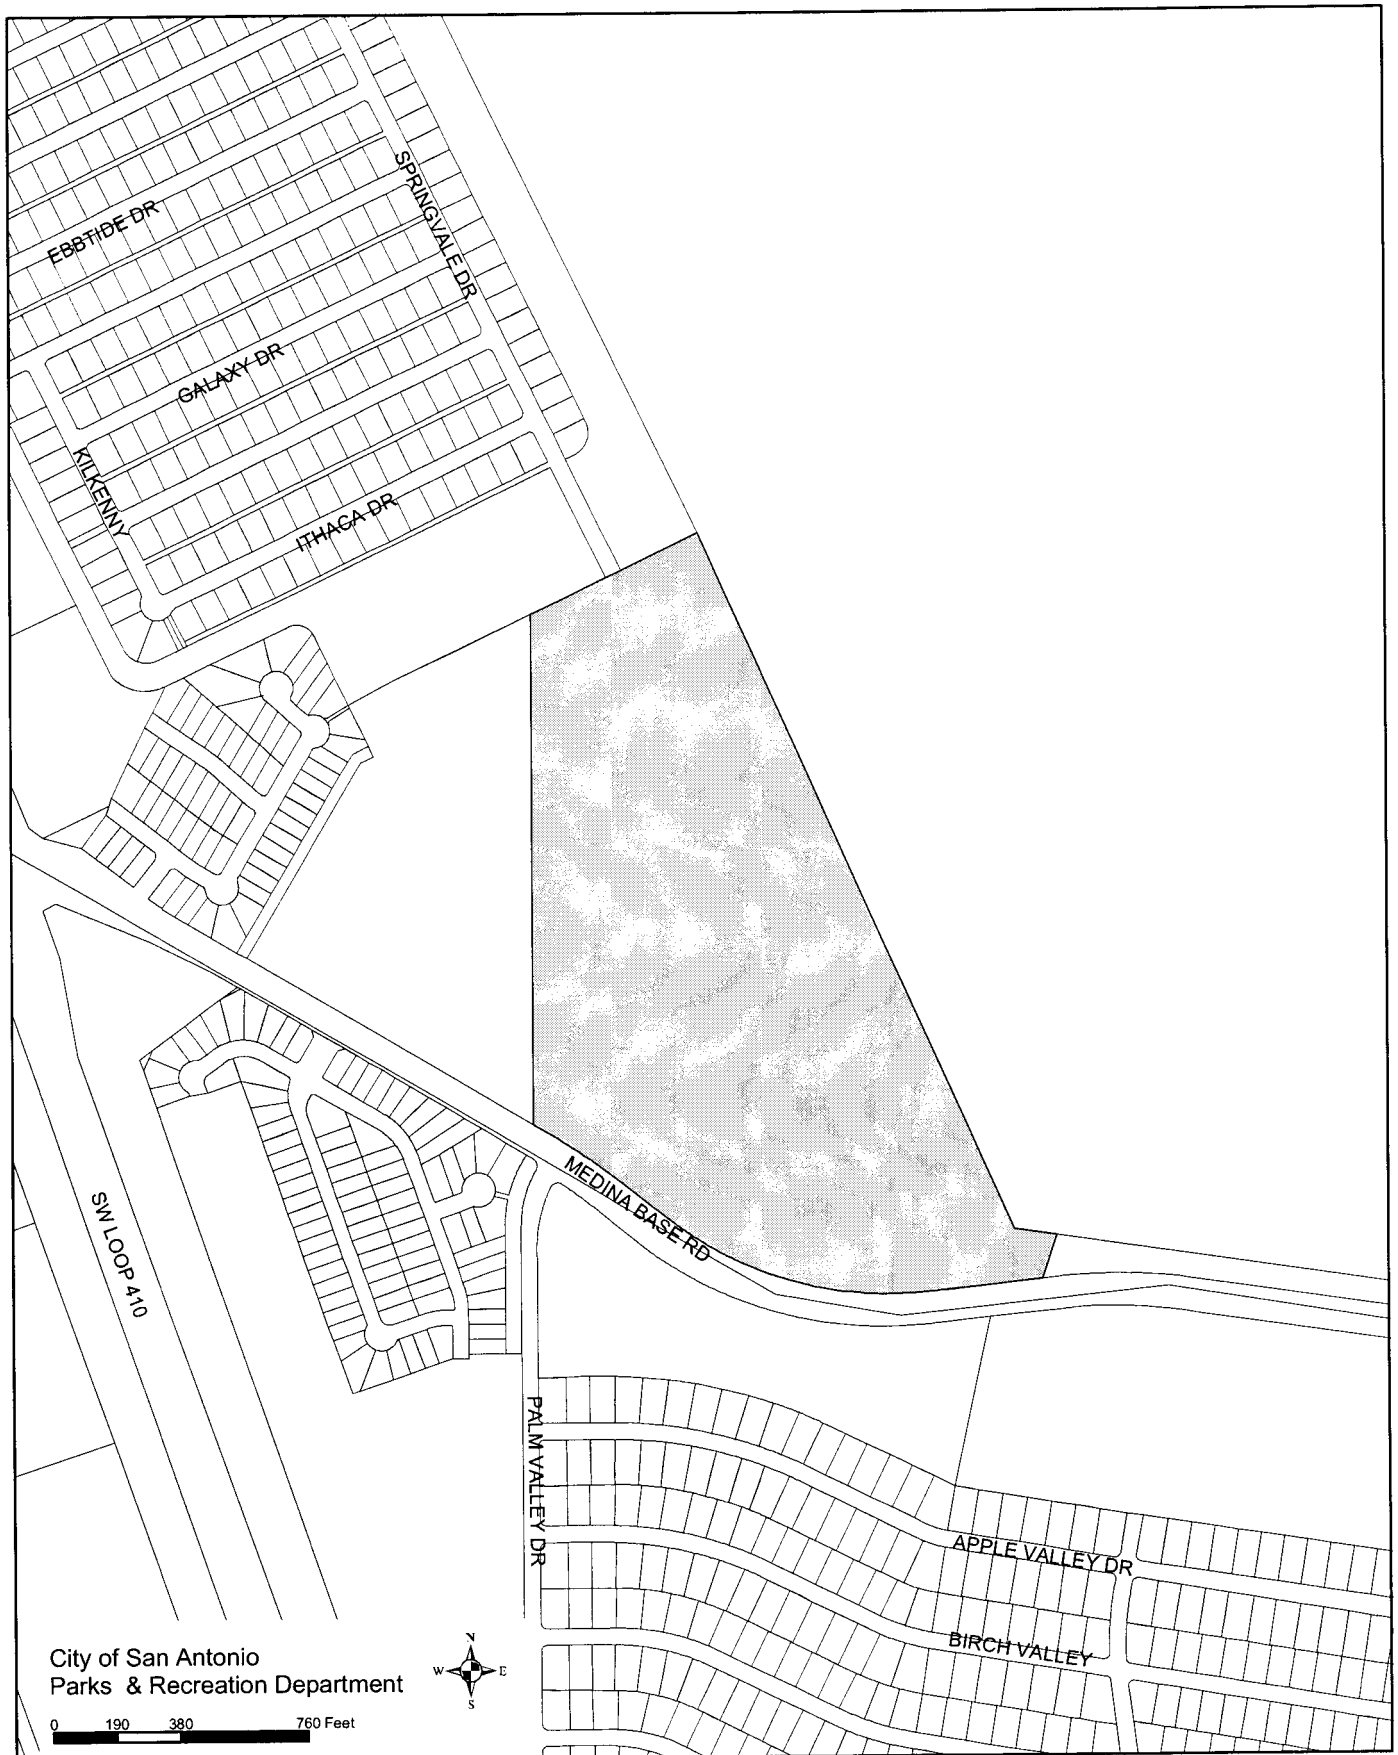 SPRINGVALE DR
EBBTIDE DR
GALAXY DR
KILKENNY
ITHACA DR
MEDINA BASE RD
SW LOOP 410
PALM VALLEY DR
APPLE VALLEY DR
BIRCH VALLEY
City of San Antonio
Parks & Recreation Department
N
W E
S
0 190 380 760 Feet